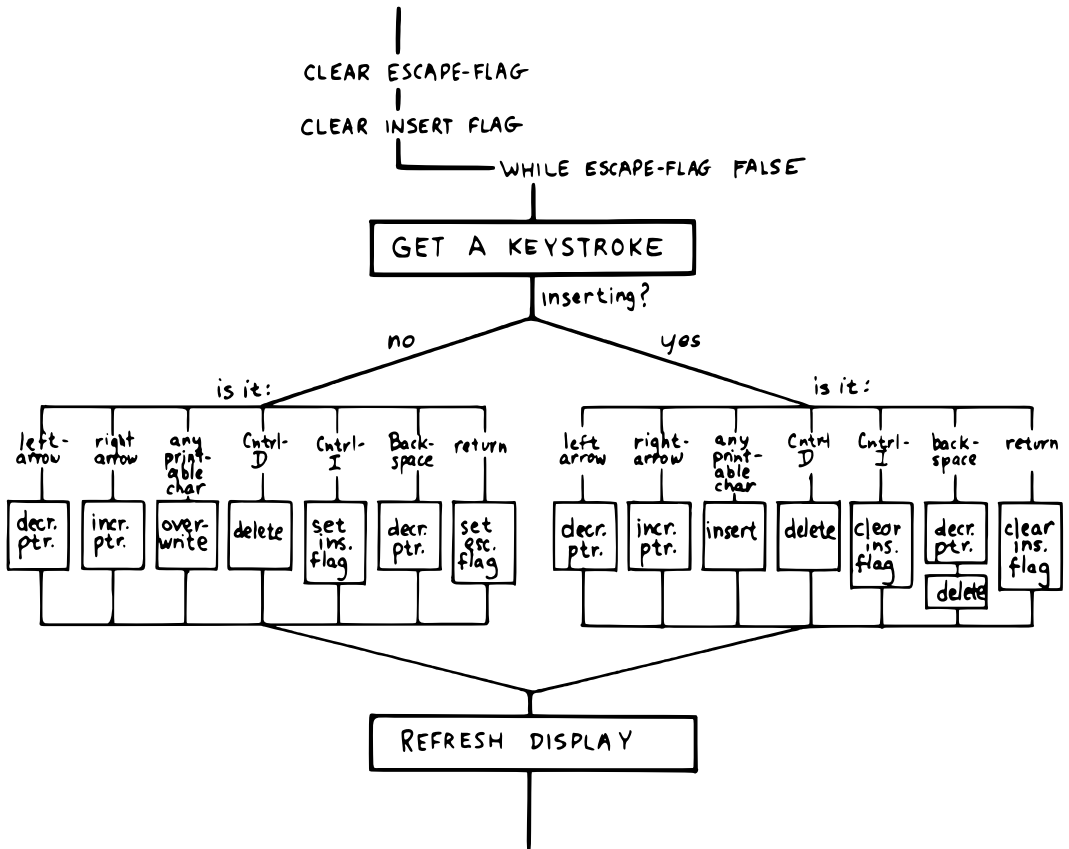 CLEAR ESCAPE-FLAG
CLEAR INSERT FLAG
WHILE ESCAPE-FLAG FALSE
GET A KEYSTROKE
inserting?
no
yes
is it:
left-
arrow
right
arrow
any
print-
able
char
Cntrl-
D
Cntrl-
I
Back-
space
return
decr.
ptr.
incr.
ptr.
over-
write
delete
set
ins.
flag
decr.
ptr.
set
esc.
flag
is it:
left
arrow
right-
arrow
any
print-
able
char
Cntrl
D
Cntrl-
I
back-
space
return
decr.
ptr.
incr.
ptr.
insert
delete
clear
ins.
flag
decr.
ptr.
delete
clear
ins.
flag
REFRESH DISPLAY